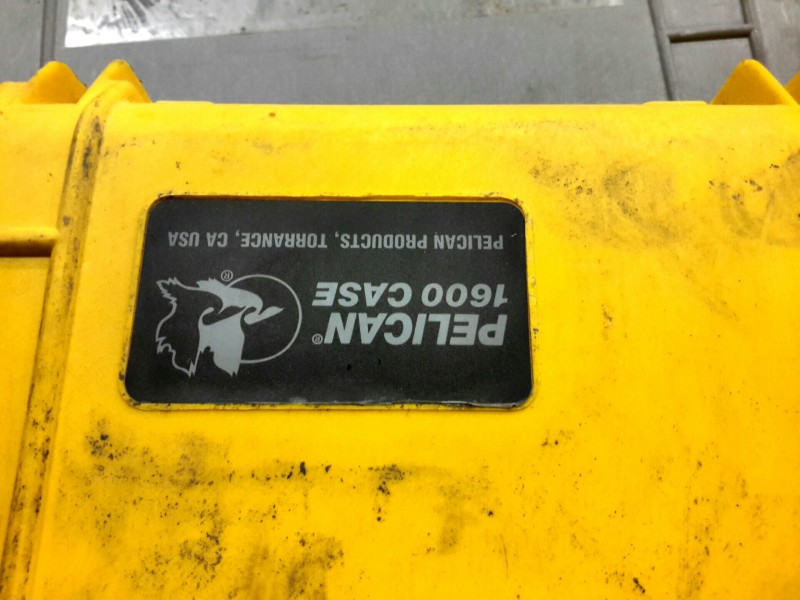 PELICAN®
1600 CASE
®
PELICAN PRODUCTS, TORRANCE, CA USA